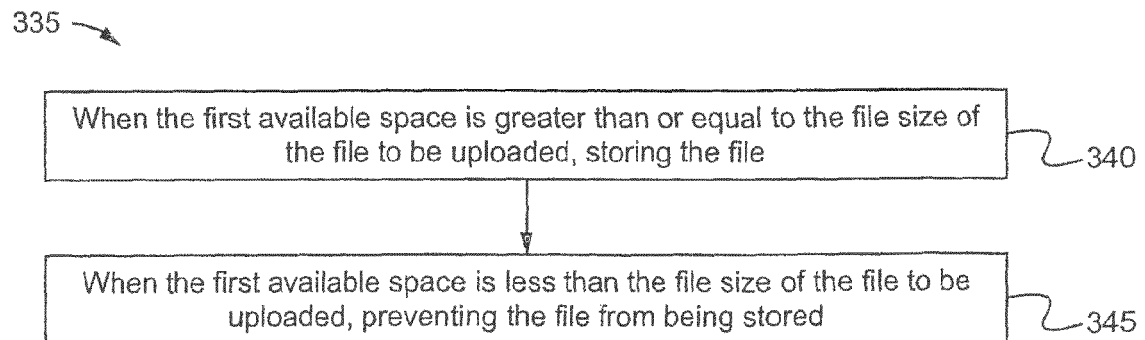 335
When the first available space is greater than or equal to the file size of
the file to be uploaded, storing the file
340
When the first available space is less than the file size of the file to be
uploaded, preventing the file from being stored
345